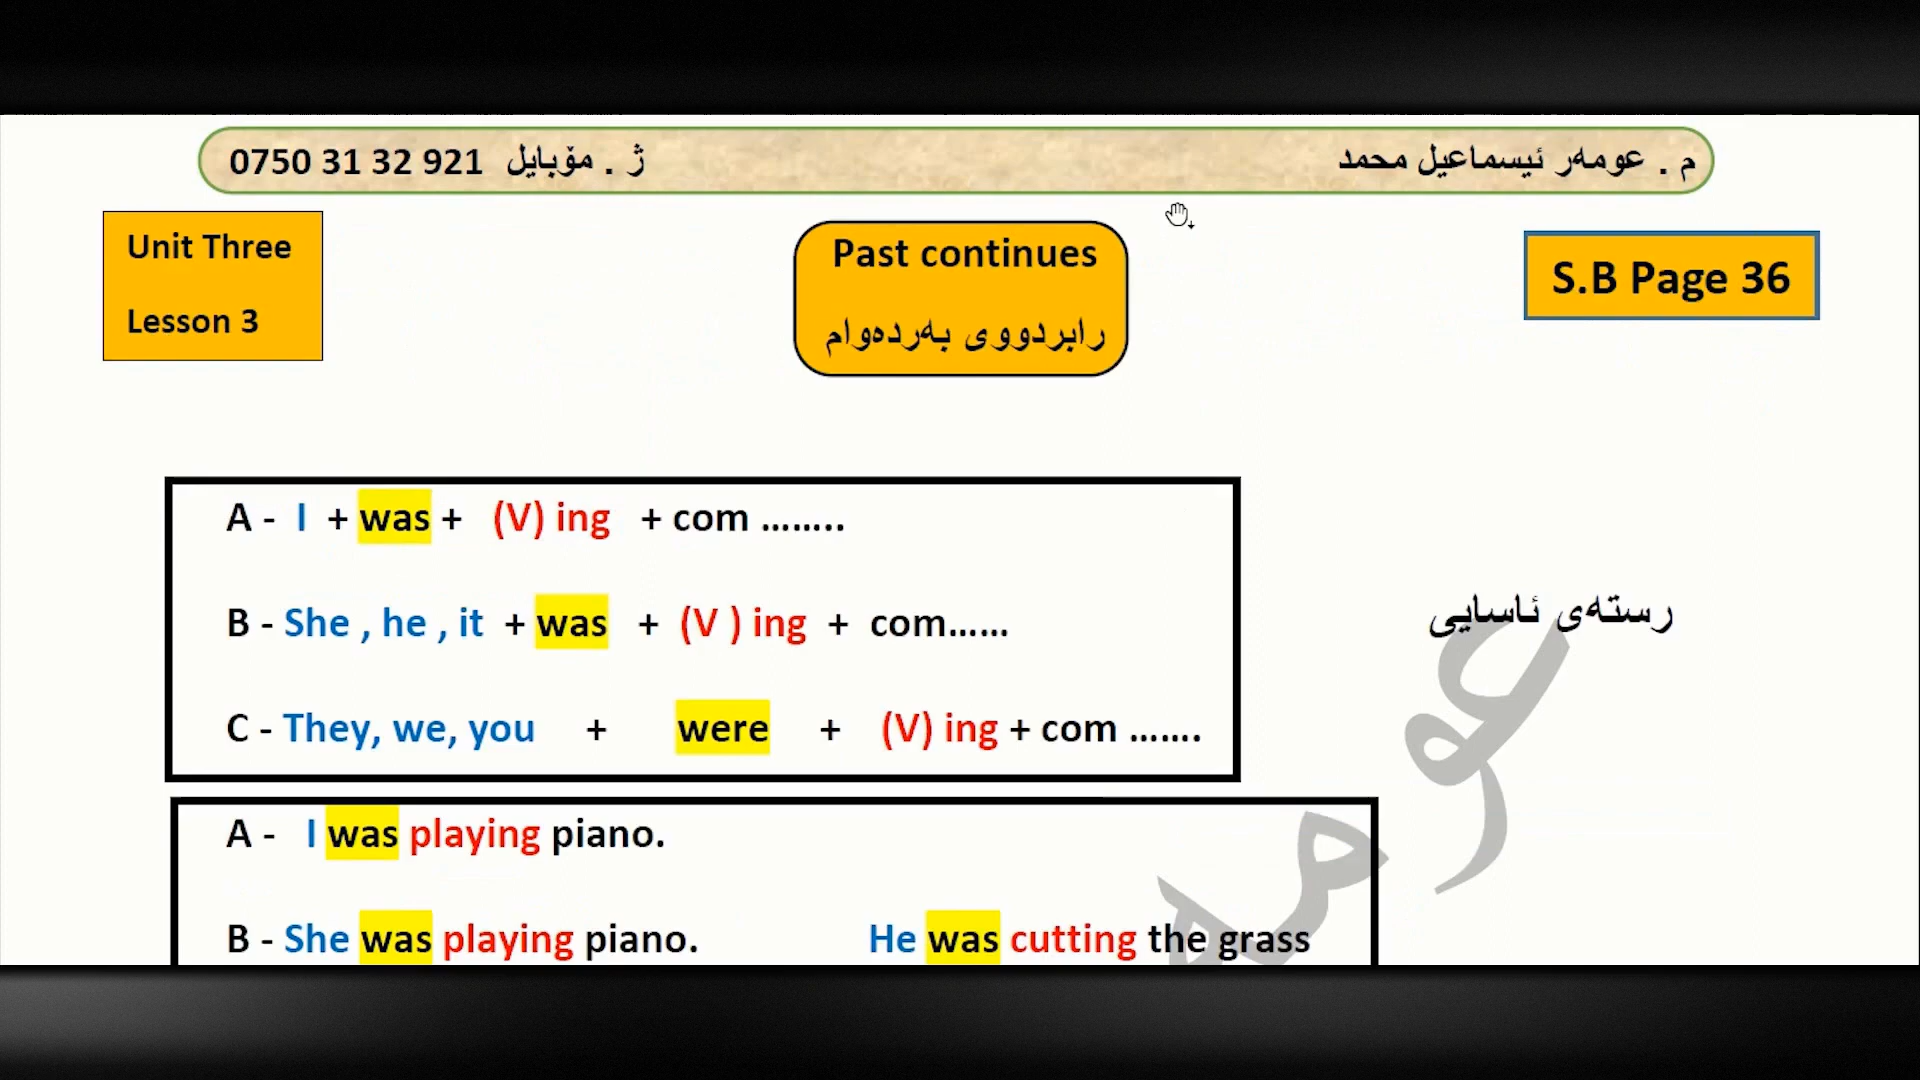 م . عومەر ئیسماعیل محمد
ژ . مۆبایل 0750 31 32 921
Unit Three
Lesson 3
Past continues
رابردووی بەردەوام
S.B Page 36
A - I + was + (V) ing + com ........
B - She , he , it + was + (V ) ing + com......
C - They, we, you + were + (V) ing + com .......
رستەی ئاسایی
A - I was playing piano.
B - She was playing piano. He was cutting the grass
عومە